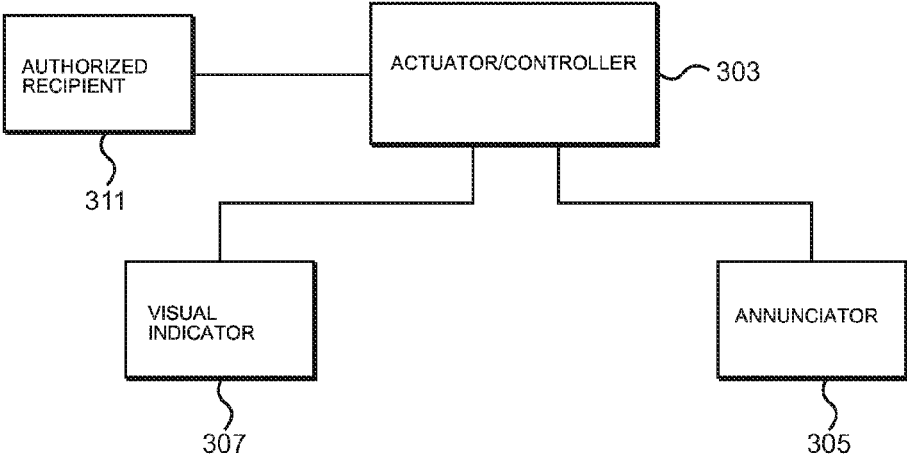 AUTHORIZED
RECIPIENT
ACTUATOR/CONTROLLER
303
311
VISUAL
INDICATOR
ANNUNCIATOR
307
305